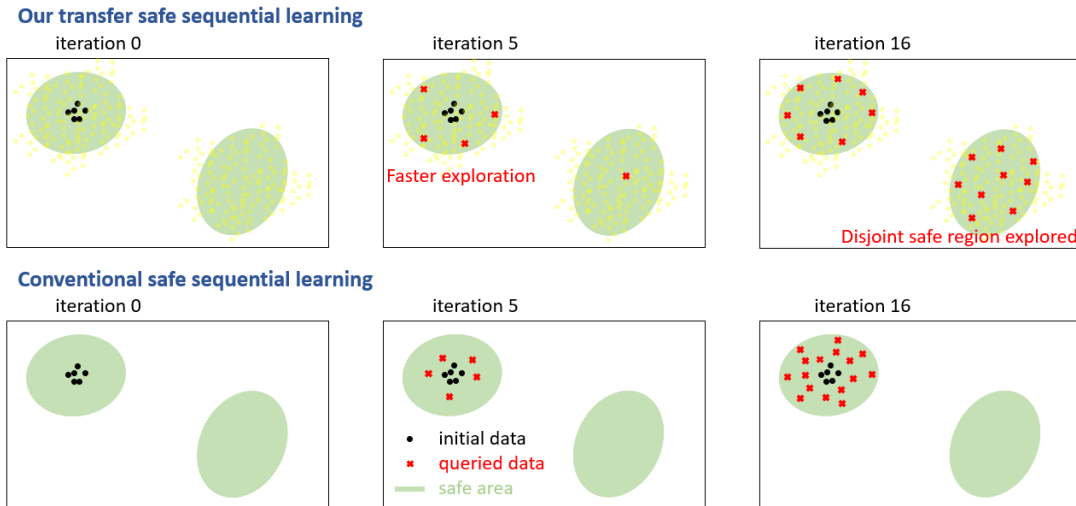 Our transfer safe sequential learning
iteration 0
iteration 5
iteration 16
Faster exploration
Disjoint safe region explored
Conventional safe sequential learning
iteration 0
iteration 5
iteration 16
initial data
queried data
safe area